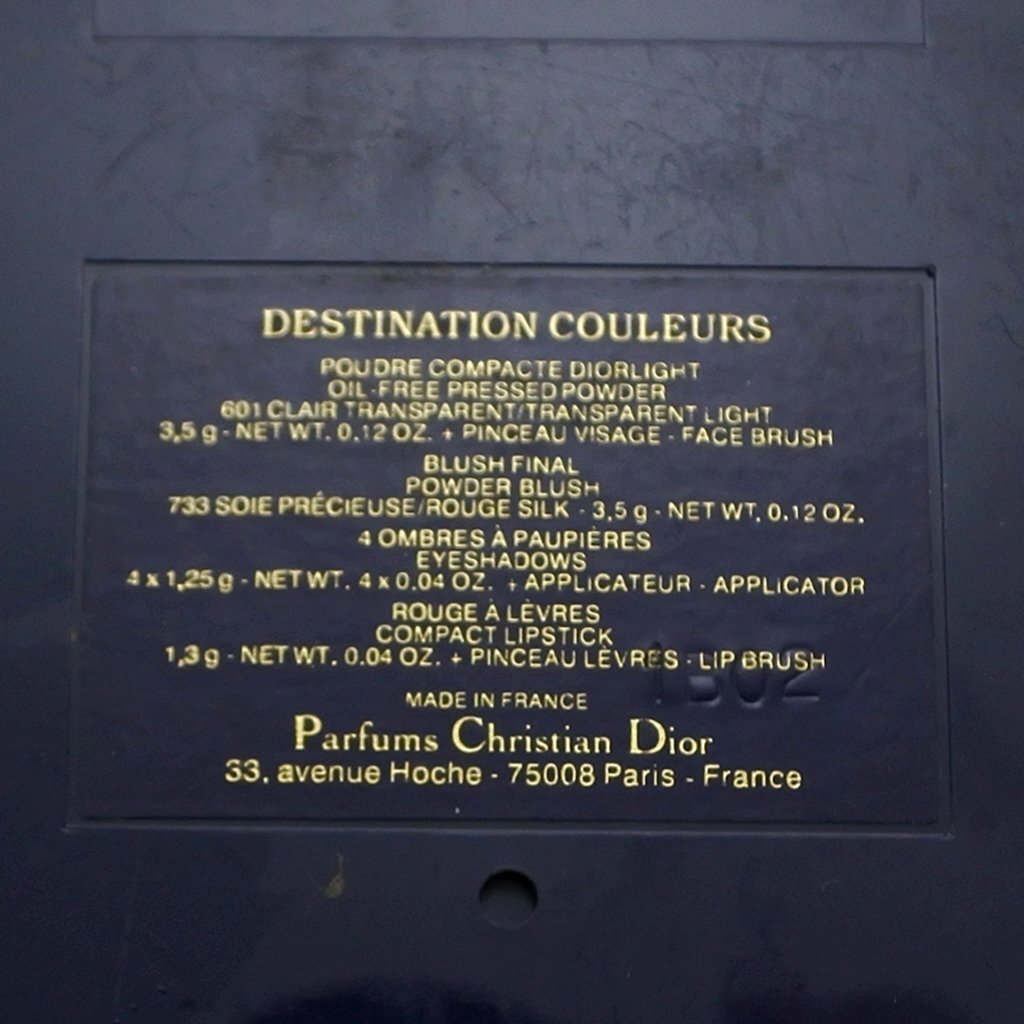 DESTINATION COULEURS
POUDRE COMPACTE DIORLIGHT
OIL-FREE PRESSED POWDER
601 CLAIR TRANSPARENT/TRANSPARENT LIGHT
3,5 g - NET WT. 0.12 OZ. + PINCEAU VISAGE - FACE BRUSH
BLUSH FINAL
POWDER BLUSH
733 SOIE PRÉCIEUSE/ROUGE SILK - 3,5 g - NET WT. 0.12 OZ.
4 OMBRES À PAUPIÈRES
EYESHADOWS
4 x 1,25 g - NET WT. 4 x 0.04 OZ. + APPLICATEUR - APPLICATOR
ROUGE À LÈVRES
COMPACT LIPSTICK
1,3 g - NET WT. 0.04 OZ. + PINCEAU LÈVRES - LIP BRUSH
1B02
MADE IN FRANCE
Parfums Christian Dior
33, avenue Hoche - 75008 Paris - France